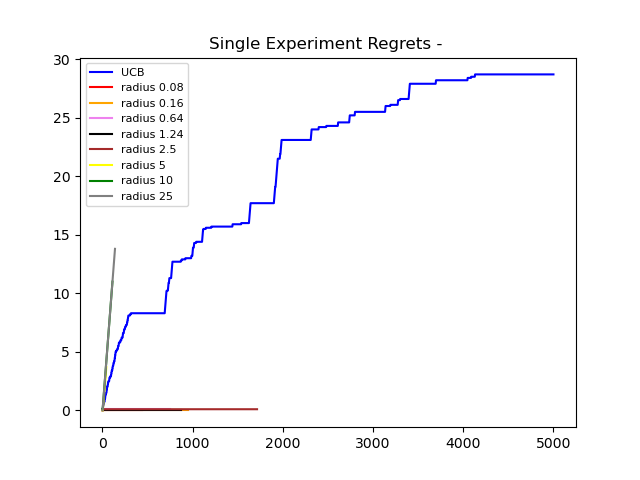 Single Experiment Regrets -
30
25
20
15
10
5
0
UCB
radius 0.08
radius 0.16
radius 0.64
radius 1.24
radius 2.5
radius 5
radius 10
radius 25
0 1000 2000 3000 4000 5000